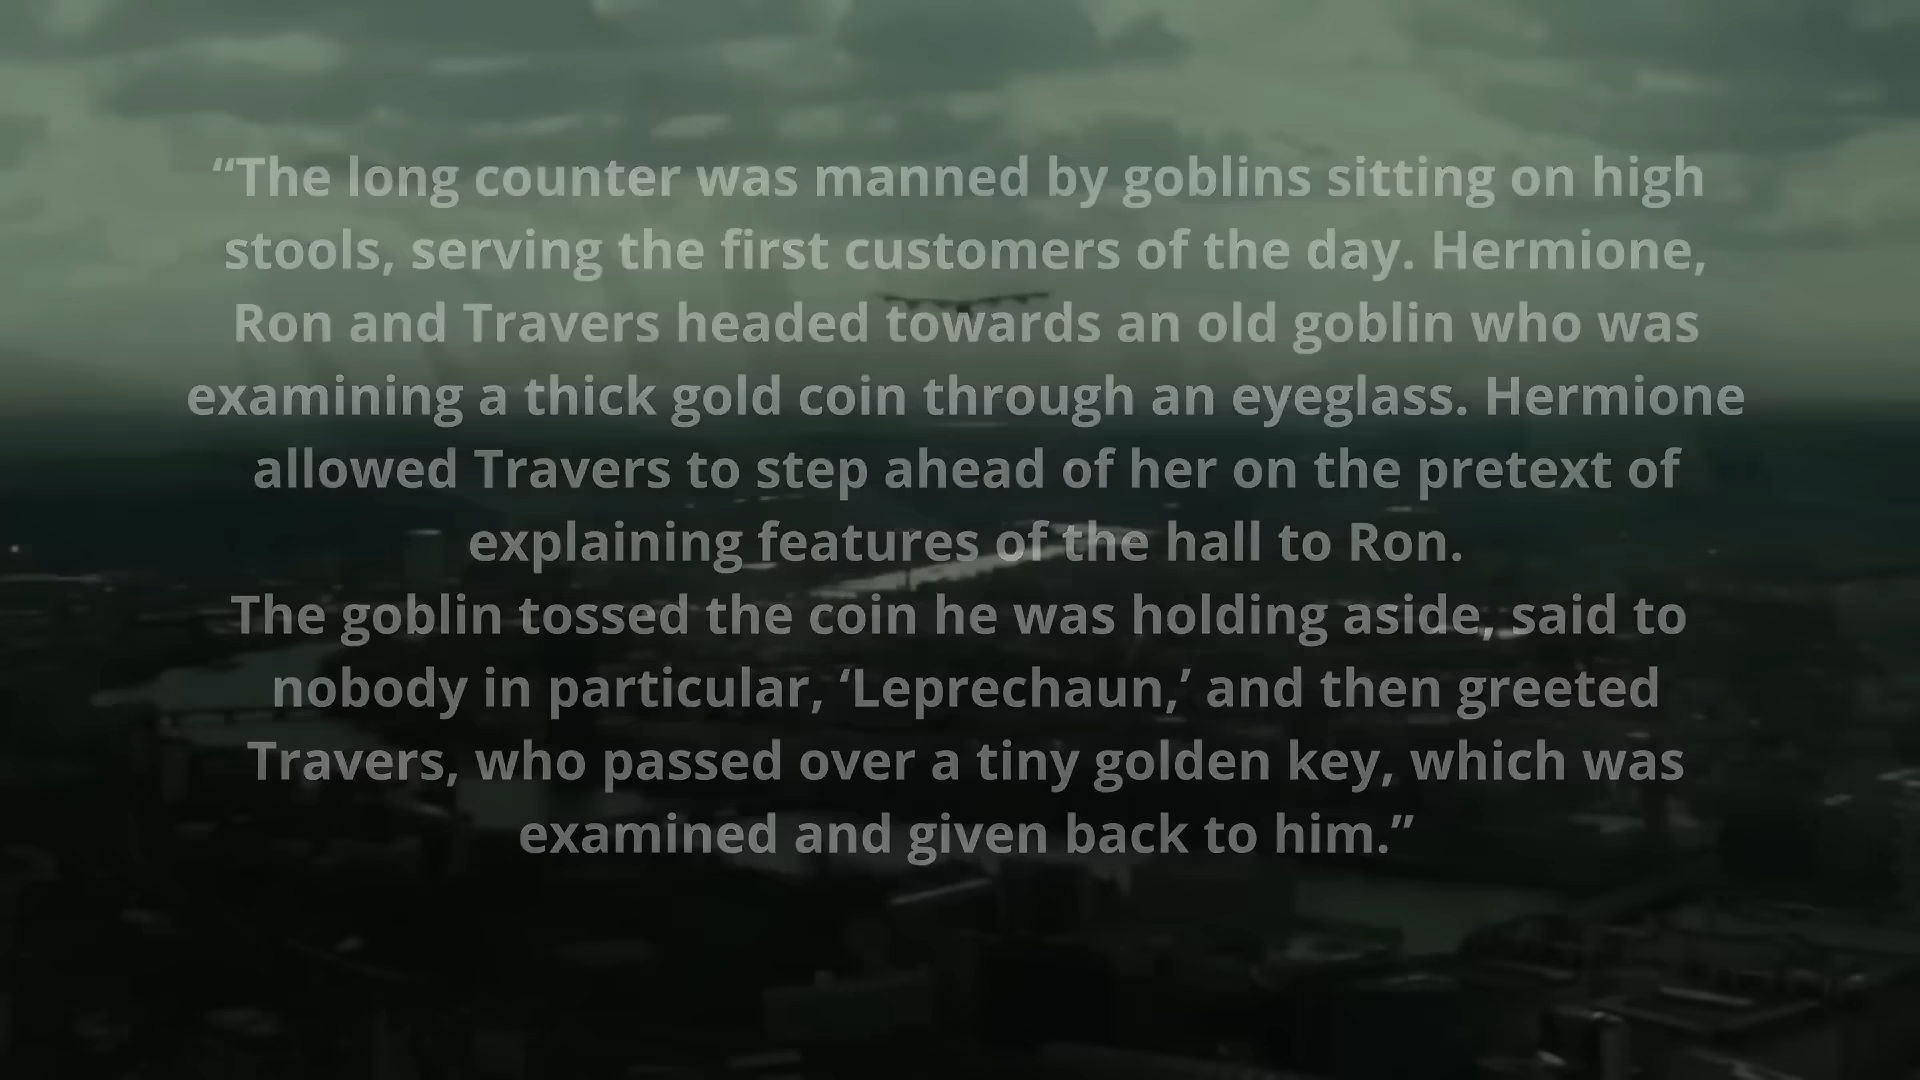 “The long counter was manned by goblins sitting on high
stools, serving the first customers of the day. Hermione,
Ron and Travers headed towards an old goblin who was
examining a thick gold coin through an eyeglass. Hermione
allowed Travers to step ahead of her on the pretext of
explaining features of the hall to Ron.
The goblin tossed the coin he was holding aside, said to
nobody in particular, ‘Leprechaun,’ and then greeted
Travers, who passed over a tiny golden key, which was
examined and given back to him.”